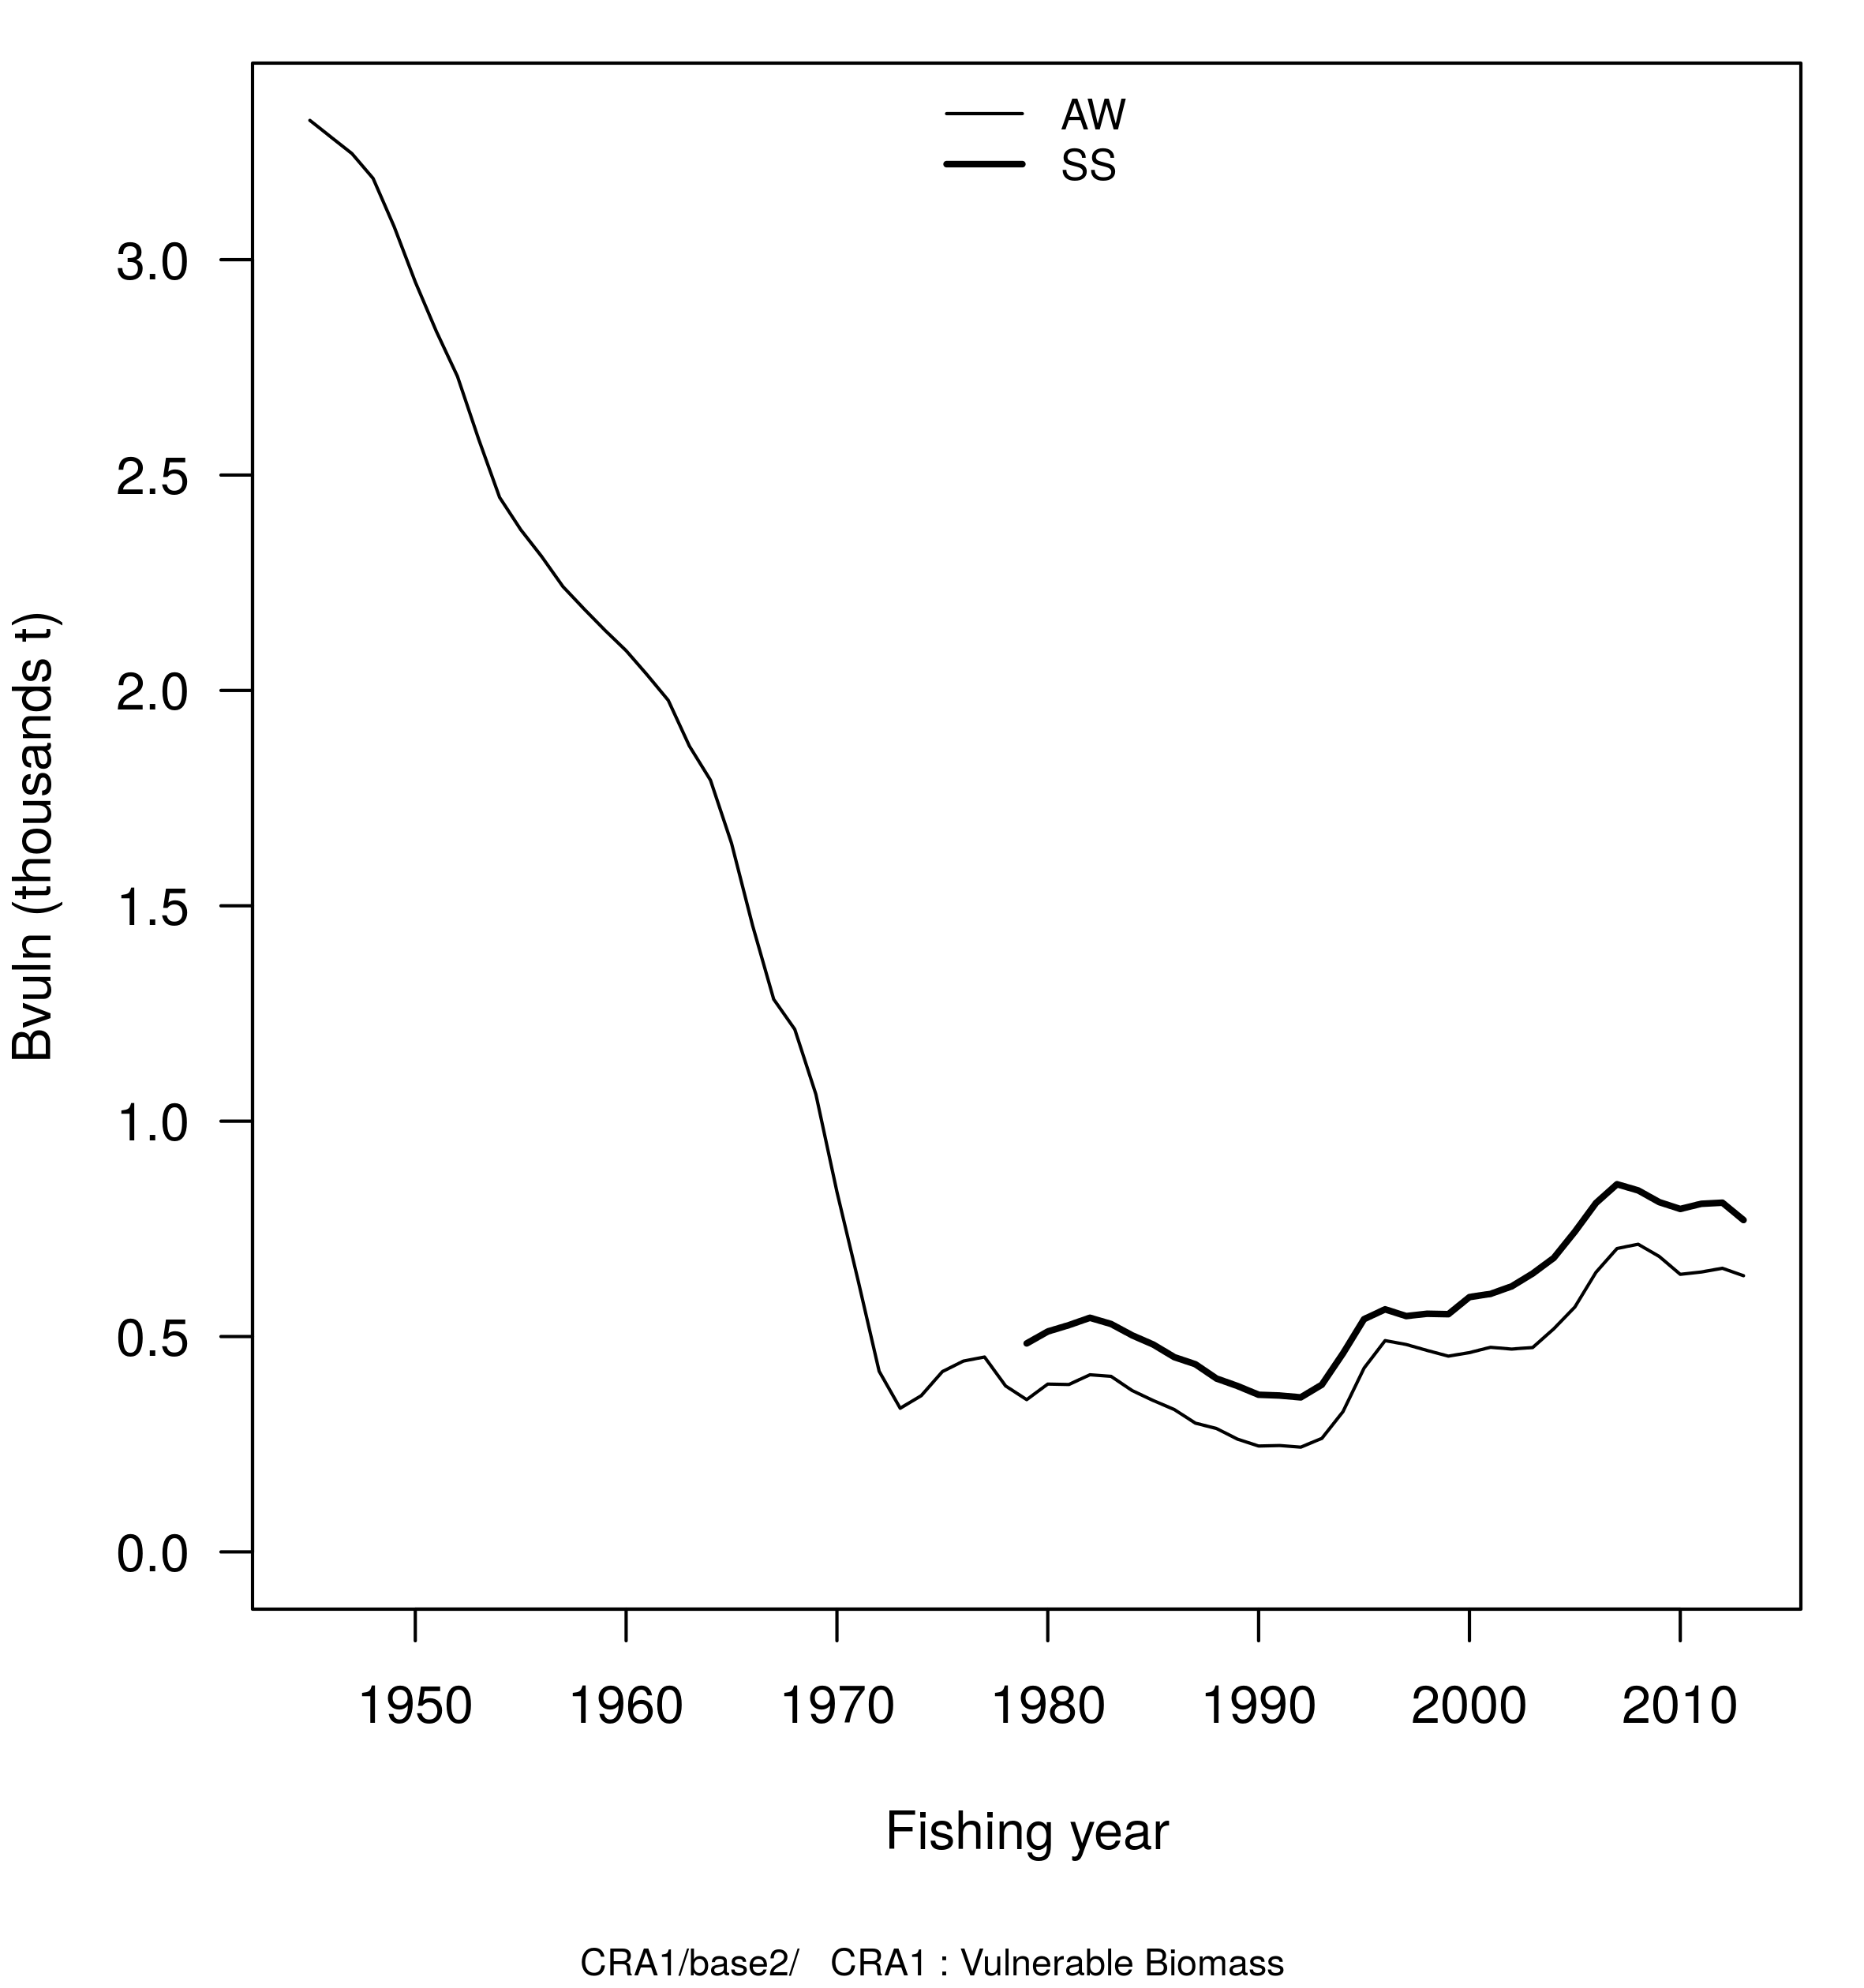 AW
SS
3.0
2.5
2.0
1.5
1.0
0.5
0.0
Bvuln (thousands t)
1950 1960 1970 1980 1990 2000 2010
Fishing year
CRA1/base2/ CRA1 : Vulnerable Biomass